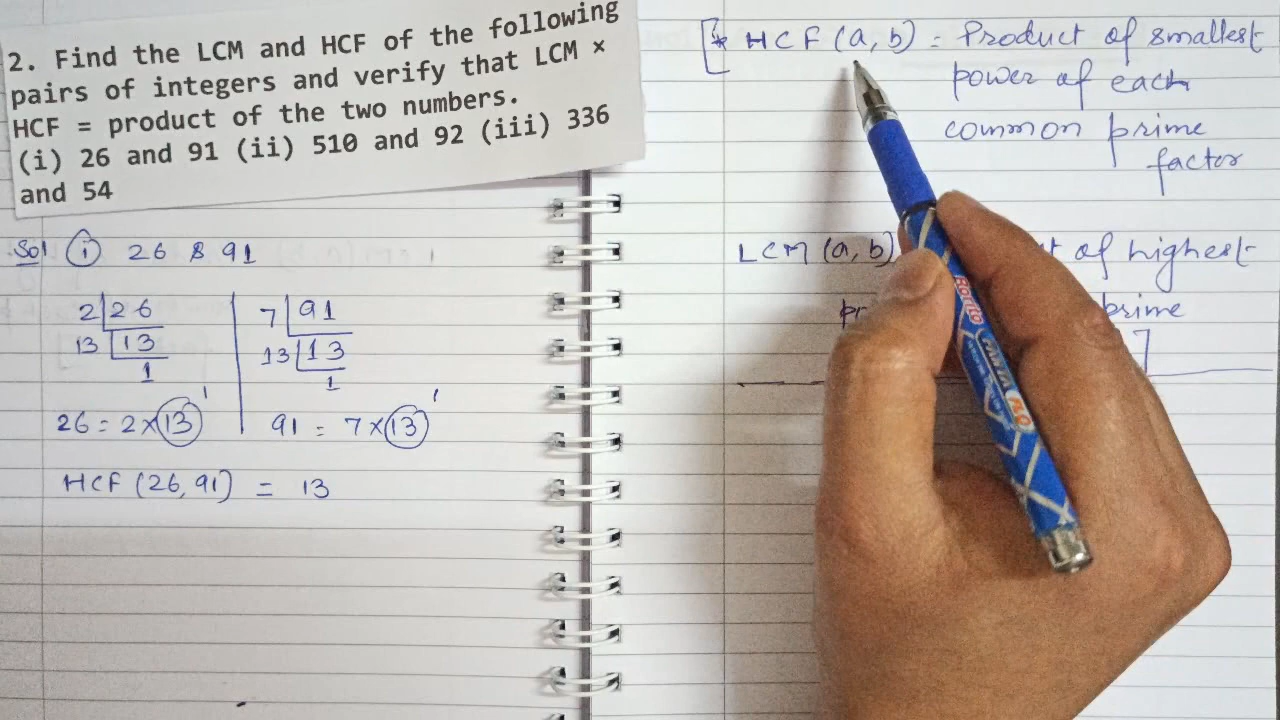 2. Find the LCM and HCF of the following
pairs of integers and verify that LCM ×
HCF = product of the two numbers.
(i) 26 and 91 (ii) 510 and 92 (iii) 336
and 54
Sol (i) 26 & 91
2 | 26
13 | 13
1
7 | 91
13 | 13
1
26 = 2 × 13'
91 = 7 × 13'
HCF (26, 91) = 13
[* HCF (a, b) = Product of smallest
power of each
common prime
factor
LCM (a, b) of highest
prime